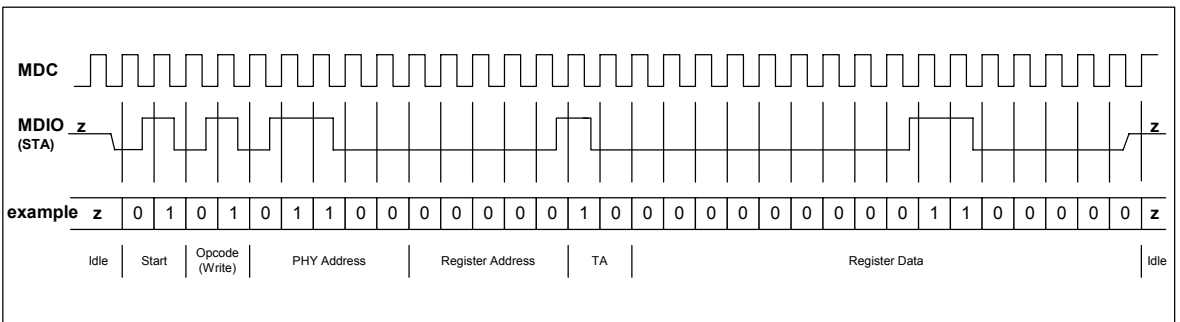 MDC
MDIO z z
(STA)
example z 0 1 0 1 0 1 1 0 0 0 0 0 0 0 1 0 0 0 0 0 0 0 0 0 0 1 1 0 0 0 0 0 z
Idle Start Opcode (Write) PHY Address Register Address TA Register Data Idle